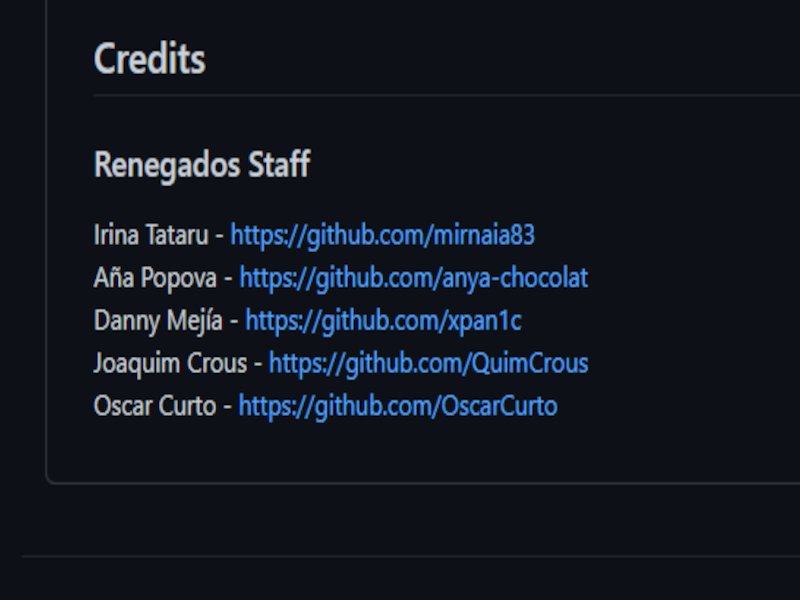 Credits
Renegados Staff
Irina Tataru - https://github.com/mirnaia83
Aña Popova - https://github.com/anya-chocolat
Danny Mejía - https://github.com/xpan1c
Joaquim Crous - https://github.com/QuimCrous
Oscar Curto - https://github.com/OscarCurto